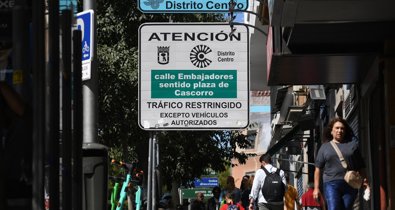 Distrito Centro
ATENCIÓN
Distrito
Centro
calle Embajadores
sentido plaza de
Cascorro
TRÁFICO RESTRINGIDO
EXCEPTO VEHÍCULOS
AUTORIZADOS